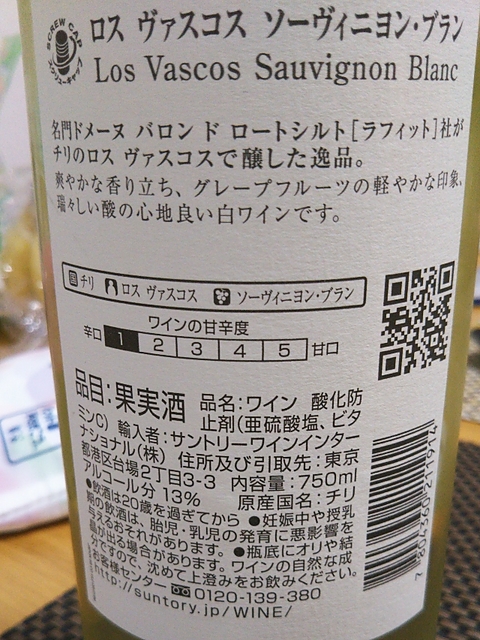 SCREW CAP
スクリューキャップ
ロス ヴァスコス ソーヴィニヨン・ブラン
Los Vascos Sauvignon Blanc
名門ドメーヌ バロン ド ロートシルト[ラフィット]社が
チリのロス ヴァスコスで醸した逸品。
爽やかな香り立ち、グレープフルーツの軽やかな印象、
瑞々しい酸の心地良い白ワインです。
国 チリ ロス ヴァスコス ソーヴィニヨン・ブラン
ワインの甘辛度
辛口 1 2 3 4 5 甘口
品目:果実酒 品名:ワイン 酸化防
止剤(亜硫酸塩、ビタ
ミンC) 輸入者:サントリーワインインター
ナショナル(株) 住所及び引取先:東京
都港区台場2丁目3-3 内容量:750ml
アルコール分 13% 原産国名:チリ
●飲酒は20歳を過ぎてから ●妊娠中や授乳
期の飲酒は、胎児・乳児の発育に悪影響を
与えるおそれがあります。 ●瓶底にオリや結
晶が出る場合があります。ワインの自然な成
分ですので、沈めて上澄みをお飲みください。
お客様センター 0120-139-380
http://suntory.jp/WINE/
7 804360 211914